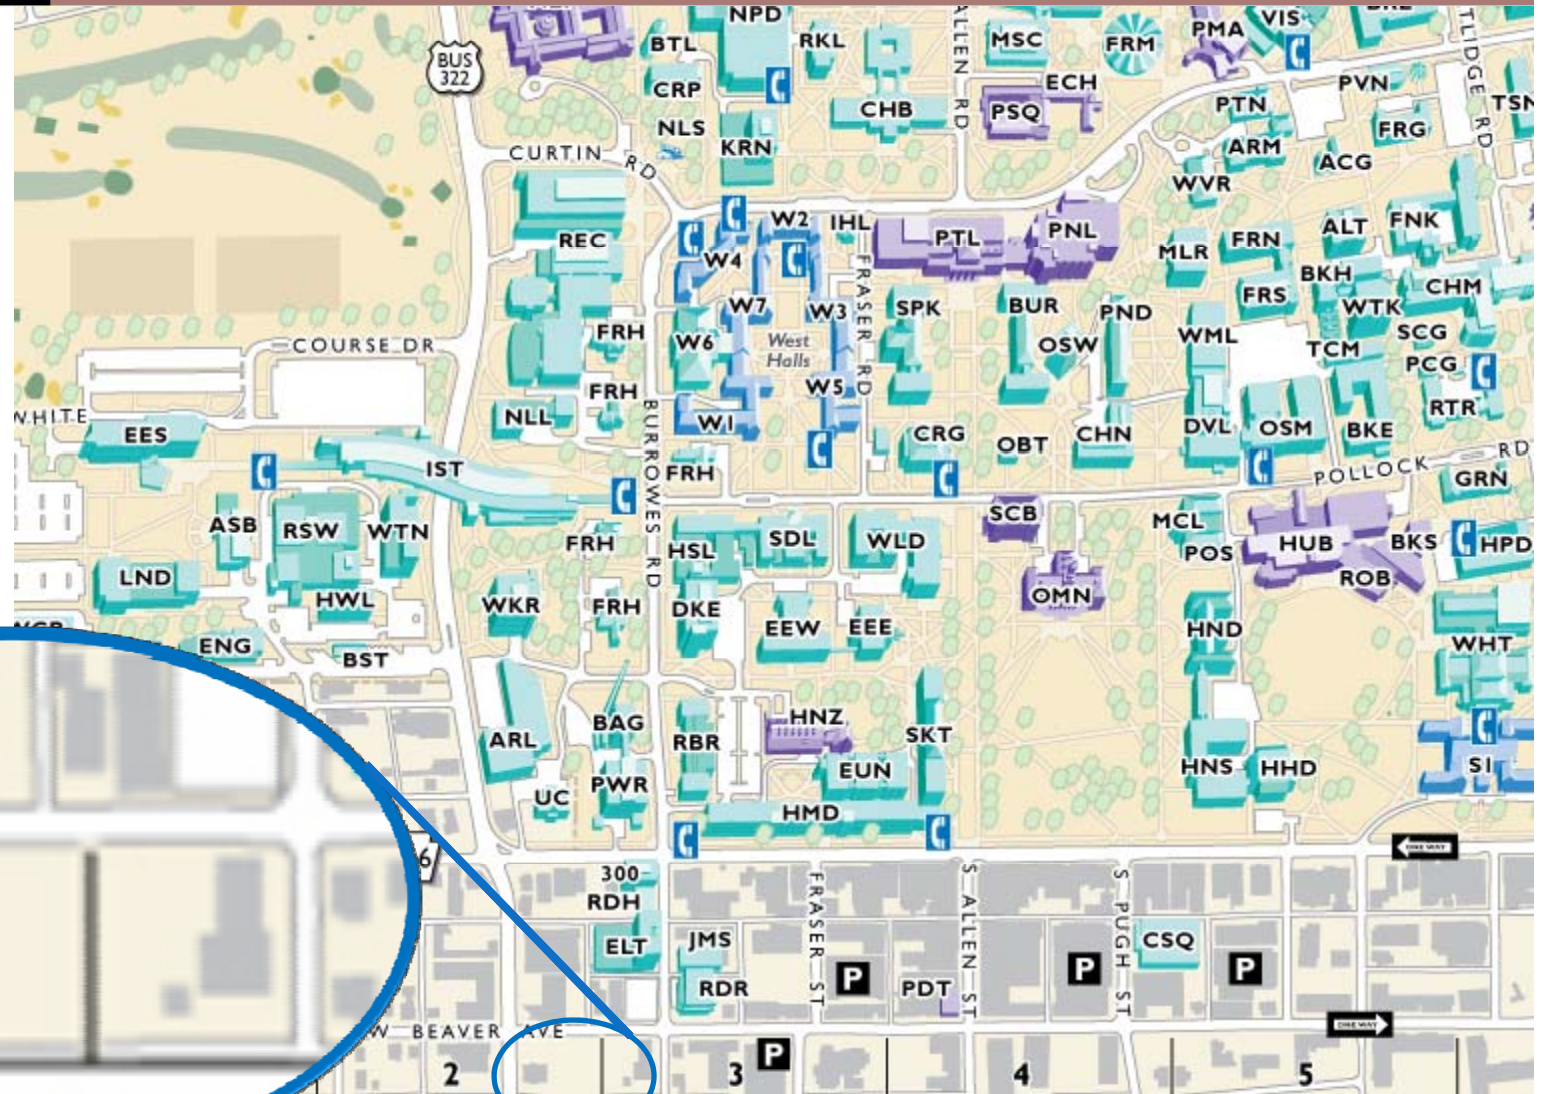 NPD
VIS
BTL
RKL
MSC
FRM
PMA
ALLEN RD
BUS
322
CRP
CHB
ECH
PSQ
PVN
PTN
NLS
KRN
FRG
ARM
ACG
CURTIN RD
WVR
W2
IHL
PTL
PNL
ALT
FNK
REC
W4
MLR
FRN
BKH
CHM
FRS
W7
W3
SPK
BUR
PND
WTK
FRASER RD
FRH
W6
West
Halls
OSW
WML
SCG
TCM
COURSE DR
PCG
FRH
W5
NLL
WHITE
BURROWES RD
W1
CRG
OBT
CHN
DVL
OSM
BKE
RTR
EES
IST
FRH
POLLOCK RD
GRN
ASB
RSW
WTN
FRH
HSL
SDL
WLD
SCB
MCL
POS
HUB
BKS
HPD
ROB
LND
HWL
WKR
FRH
DKE
EEW
EEE
OMN
HND
WHT
ENG
BST
ARL
BAG
RBR
HNZ
SKT
UC
PWR
EUN
HNS
HHD
SI
HMD
ONE WAY
6
300
RDH
ELT
JMS
RDR
FRASER ST
P
PDT
S ALLEN ST
P
S PUGH ST
CSQ
P
W BEAVER AVE
ONE WAY
2
3
P
4
5